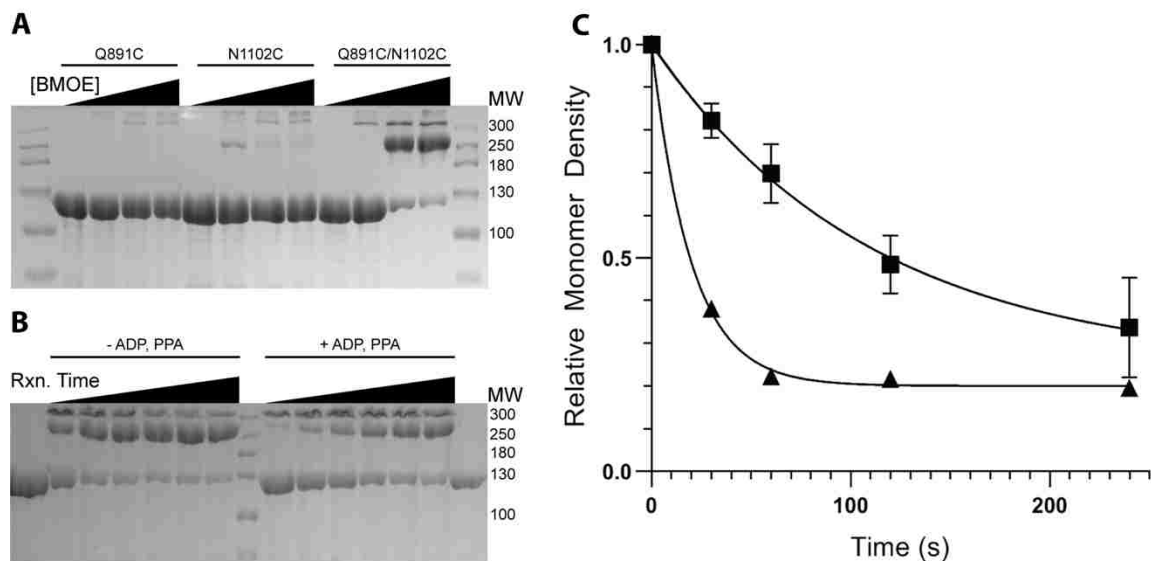 A
Q891C N1102C Q891C/N1102C
[BMOE]
MW
300
250
180
130
100
B
- ADP, PPA + ADP, PPA
Rxn. Time
MW
300
250
180
130
100
C
Relative Monomer Density
1.0
0.5
0.0
0 100 200
Time (s)